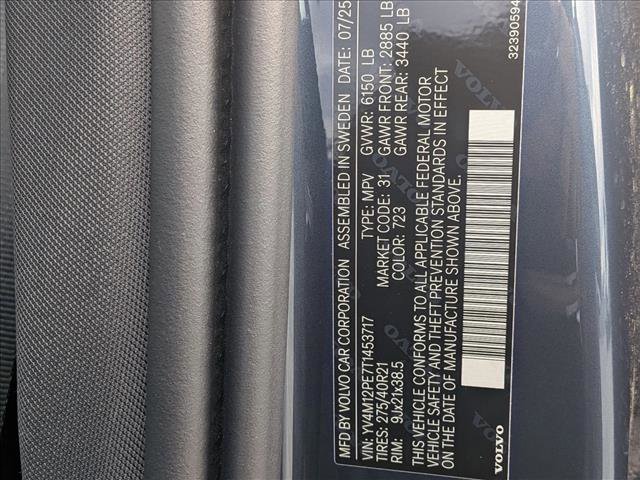 MFD BY VOLVO CAR CORPORATION ASSEMBLED IN SWEDEN DATE: 07/25
VIN: YV4M12PE7T1453717 TYPE: MPV GVWR: 6150 LB
TIRES: 275/40R21 MARKET CODE: 31 GAWR FRONT: 2885 LB
RIM: 9Jx21x38.5 COLOR: 723 GAWR REAR: 3440 LB
THIS VEHICLE CONFORMS TO ALL APPLICABLE FEDERAL MOTOR
VEHICLE SAFETY AND THEFT PREVENTION STANDARDS IN EFFECT
ON THE DATE OF MANUFACTURE SHOWN ABOVE.
VOLVO 32390594